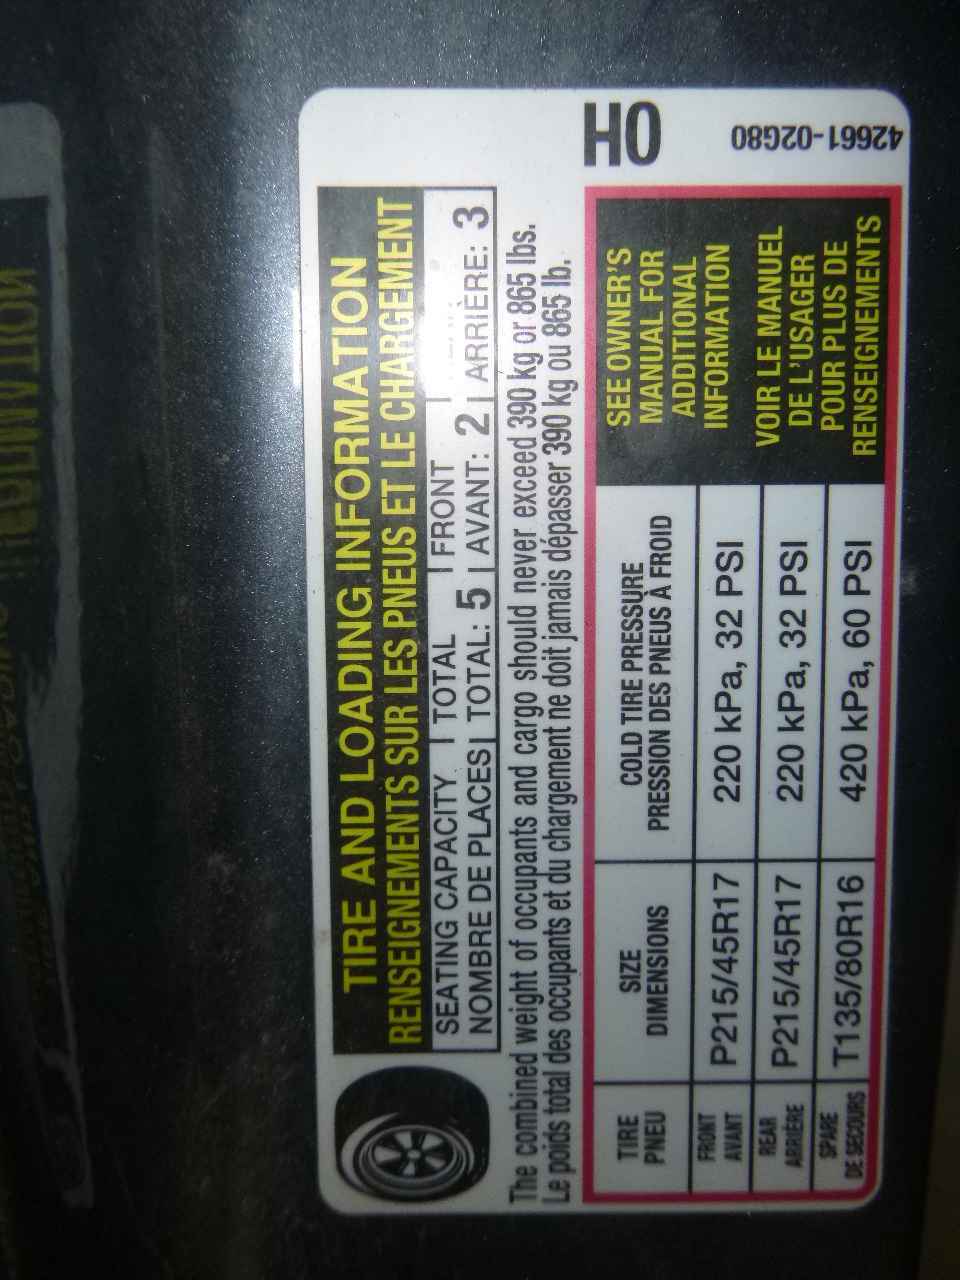 TIRE AND LOADING INFORMATION
RENSEIGNEMENTS SUR LES PNEUS ET LE CHARGEMENT
SEATING CAPACITY | TOTAL | FRONT
NOMBRE DE PLACES | TOTAL: 5 | AVANT: 2 | ARRIÈRE: 3
The combined weight of occupants and cargo should never exceed 390 kg or 865 lbs.
Le poids total des occupants et du chargement ne doit jamais dépasser 390 kg ou 865 lb.
TIRE
PNEU
SIZE
DIMENSIONS
COLD TIRE PRESSURE
PRESSION DES PNEUS À FROID
FRONT
AVANT
P215/45R17
220 kPa, 32 PSI
REAR
ARRIÈRE
P215/45R17
220 kPa, 32 PSI
SPARE
DE SECOURS
T135/80R16
420 kPa, 60 PSI
SEE OWNER'S
MANUAL FOR
ADDITIONAL
INFORMATION
VOIR LE MANUEL
DE L'USAGER
POUR PLUS DE
RENSEIGNEMENTS
OH
42661-02G80